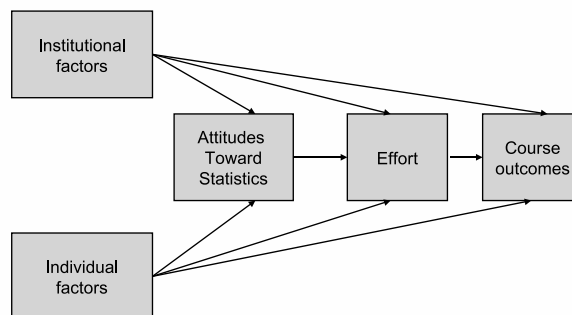 Institutional
factors
Attitudes
Toward
Statistics
Effort
Course
outcomes
Individual
factors